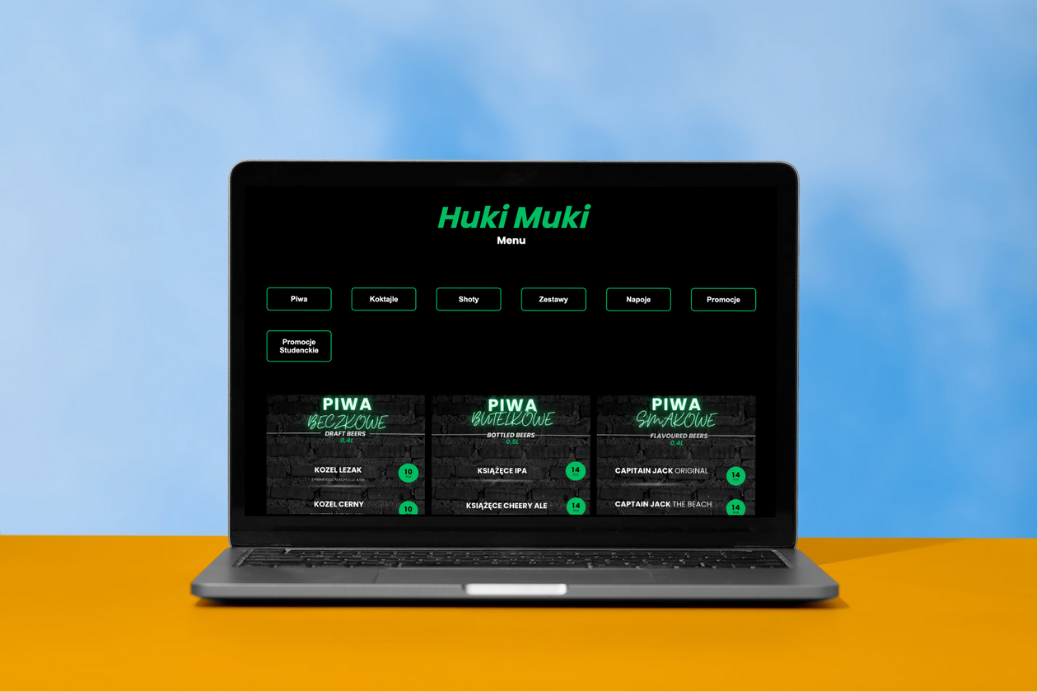 Huki Muki
Menu
Piwa
Koktajle
Shoty
Zestawy
Napoje
Promocje
Promocje
Studenckie
PIWA
BECZKOWE
DRAFT BEERS
0,4L
KOZEL LEZAK
10
KOZEL CERNY
10
PIWA
BUTELKOWE
BOTTLED BEERS
0,5L
KSIĄŻĘCE IPA
14
KSIĄŻĘCE CHEERY ALE
14
PIWA
SMAKOWE
FLAVOURED BEERS
0,4L
CAPITAIN JACK ORIGINAL
14
CAPTAIN JACK THE BEACH
14